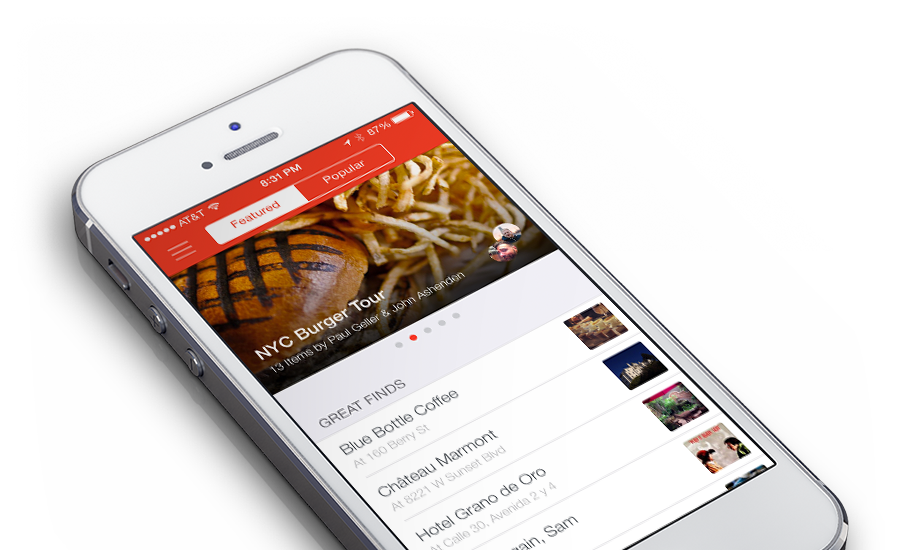 AT&T 8:31 PM 87%
Featured Popular
NYC Burger Tour
13 Items by Paul Geller & John Ashenden
GREAT FINDS
Blue Bottle Coffee
At 160 Berry St
Château Marmont
At 8221 W Sunset Blvd
Hotel Grano de Oro
At Calle 30, Avenida 2 y 4
Sam